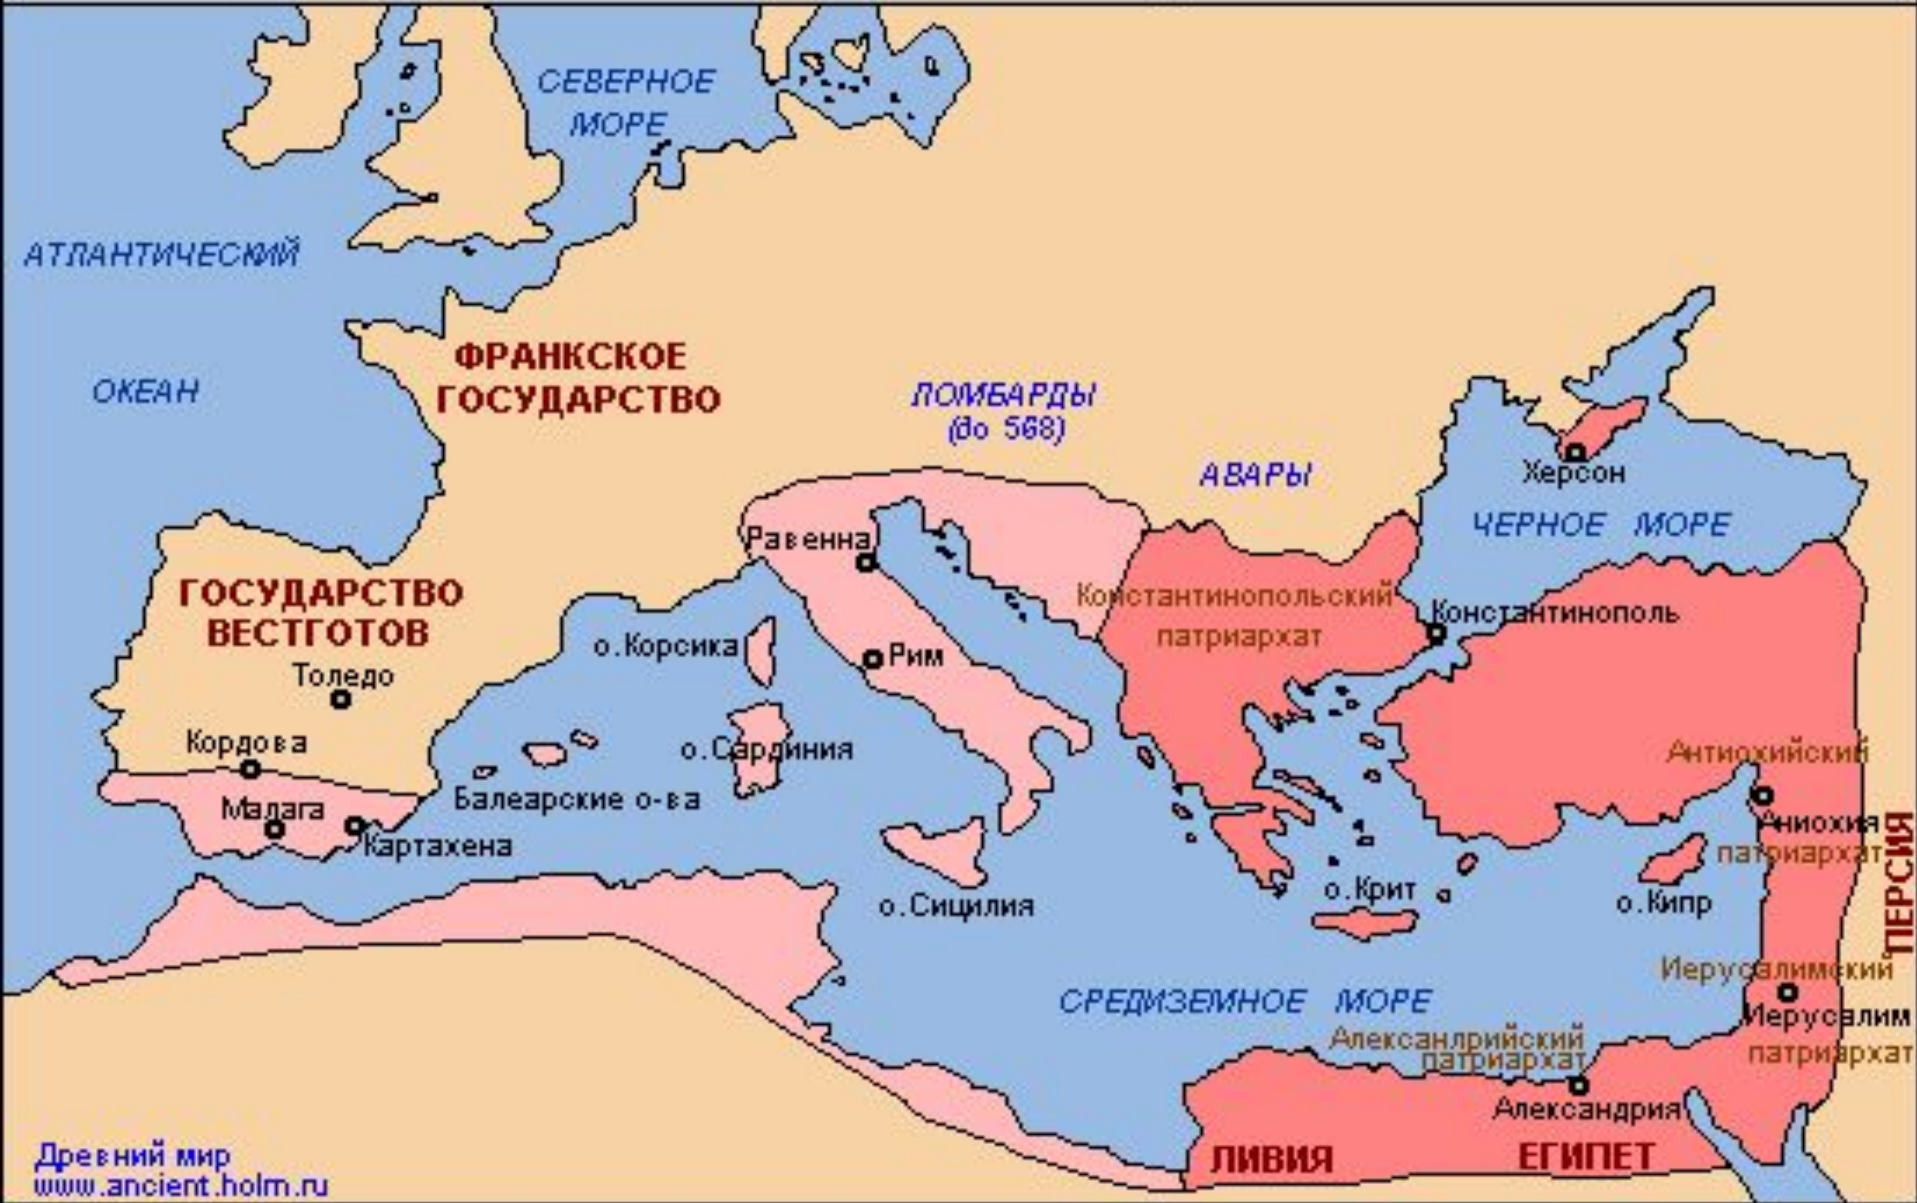 СЕВЕРНОЕ
МОРЕ
АТЛАНТИЧЕСКИЙ
ОКЕАН
ФРАНКСКОЕ
ГОСУДАРСТВО
ЛОМБАРДЫ
(до 568)
АВАРЫ
Херсон
ЧЕРНОЕ МОРЕ
Равенна
ГОСУДАРСТВО
ВЕСТГОТОВ
Толедо
Константинопольский
патриархат
Константинополь
о.Корсика
Рим
Кордова
о.Сардиния
Антиохийский
Малага
Балеарские о-ва
Картахена
Аниохия
патриархат
ПЕРСИЯ
о.Сицилия
о.Крит
о.Кипр
Иерусалимский
СРЕДИЗЕМНОЕ МОРЕ
Иерусалим
патриархат
Алексанлрийский
патриархат
Александрия
ЛИВИЯ
ЕГИПЕТ
Древний мир
www.ancient.holm.ru